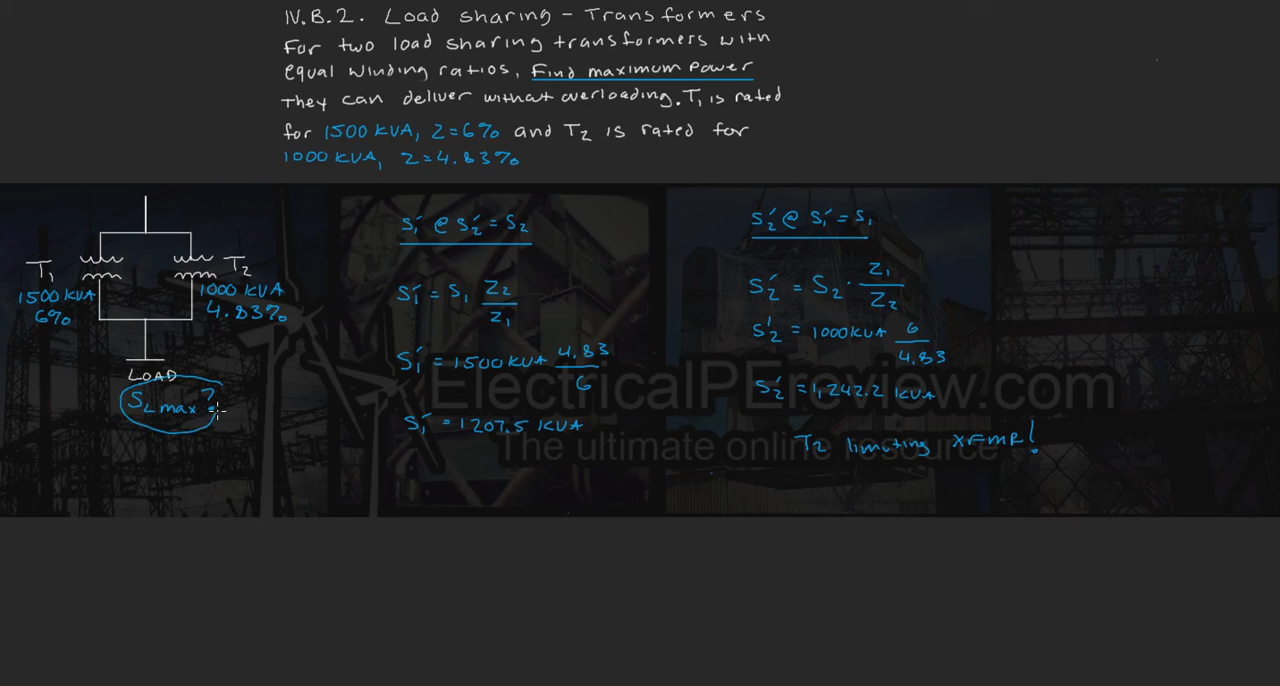 IV.B.2. Load sharing - Transformers
For two load sharing transformers with
equal winding ratios, Find maximum power
They can deliver without overloading. T1 is rated
for 1500 KVA, Z=6% and T2 is rated for
1000 KVA, Z=4.83%
T1
1500 KVA
6%
T2
1000 KVA
4.83%
LOAD
SL max = ?
S1' @ S2' = S2
S1' = S1 Z2/Z1
S1' = 1500 KVA 4.83/6
S1' = 1207.5 KVA
S2' @ S1' = S1
S2' = S2 · Z1/Z2
S2' = 1000 KVA 6/4.83
S2' = 1,242.2 KVA
T2 limiting XFMR!
ElectricalPEreview.com
The ultimate online resource